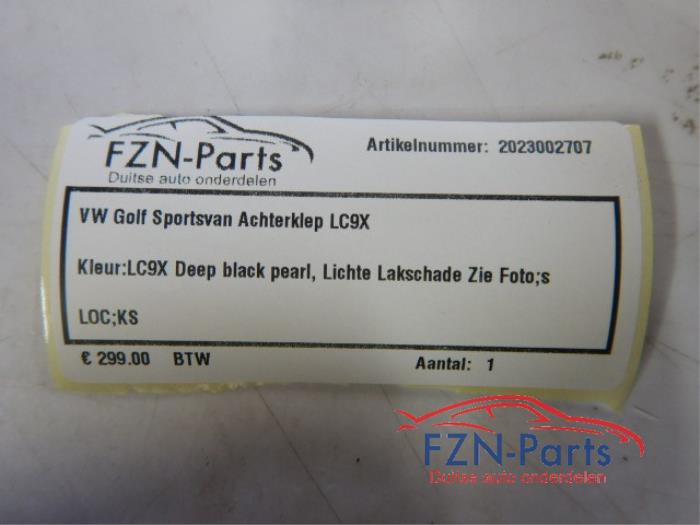 FZN-Parts
Duitse auto onderdelen
Artikelnummer: 2023002707
VW Golf Sportsvan Achterklep LC9X
Kleur:LC9X Deep black pearl, Lichte Lakschade Zie Foto;s
LOC;KS
€ 299.00 BTW
Aantal: 1
FZN-Parts
Duitse auto onderdelen